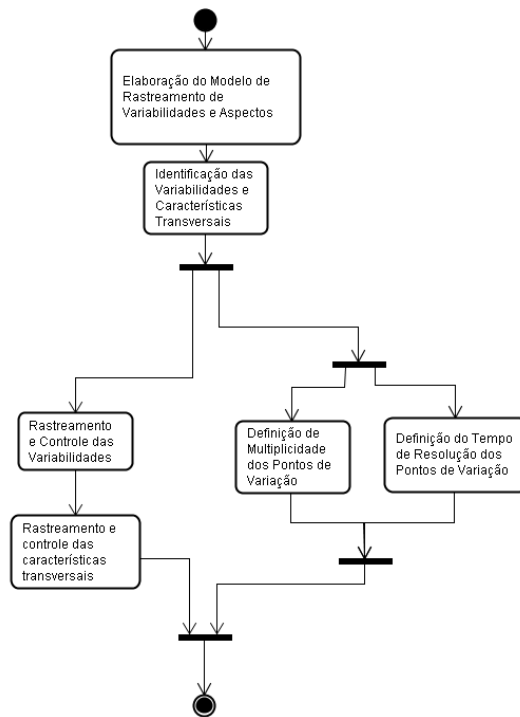 Elaboração do Modelo de
Rastreamento de
Variabilidades e Aspectos
Identificação das
Variabilidades e
Características
Transversais
Rastreamento
e Controle das
Variabilidades
Definição de
Multiplicidade
dos Pontos de
Variação
Definição do Tempo
de Resolução dos
Pontos de Variação
Rastreamento e
controle das
características
transversais